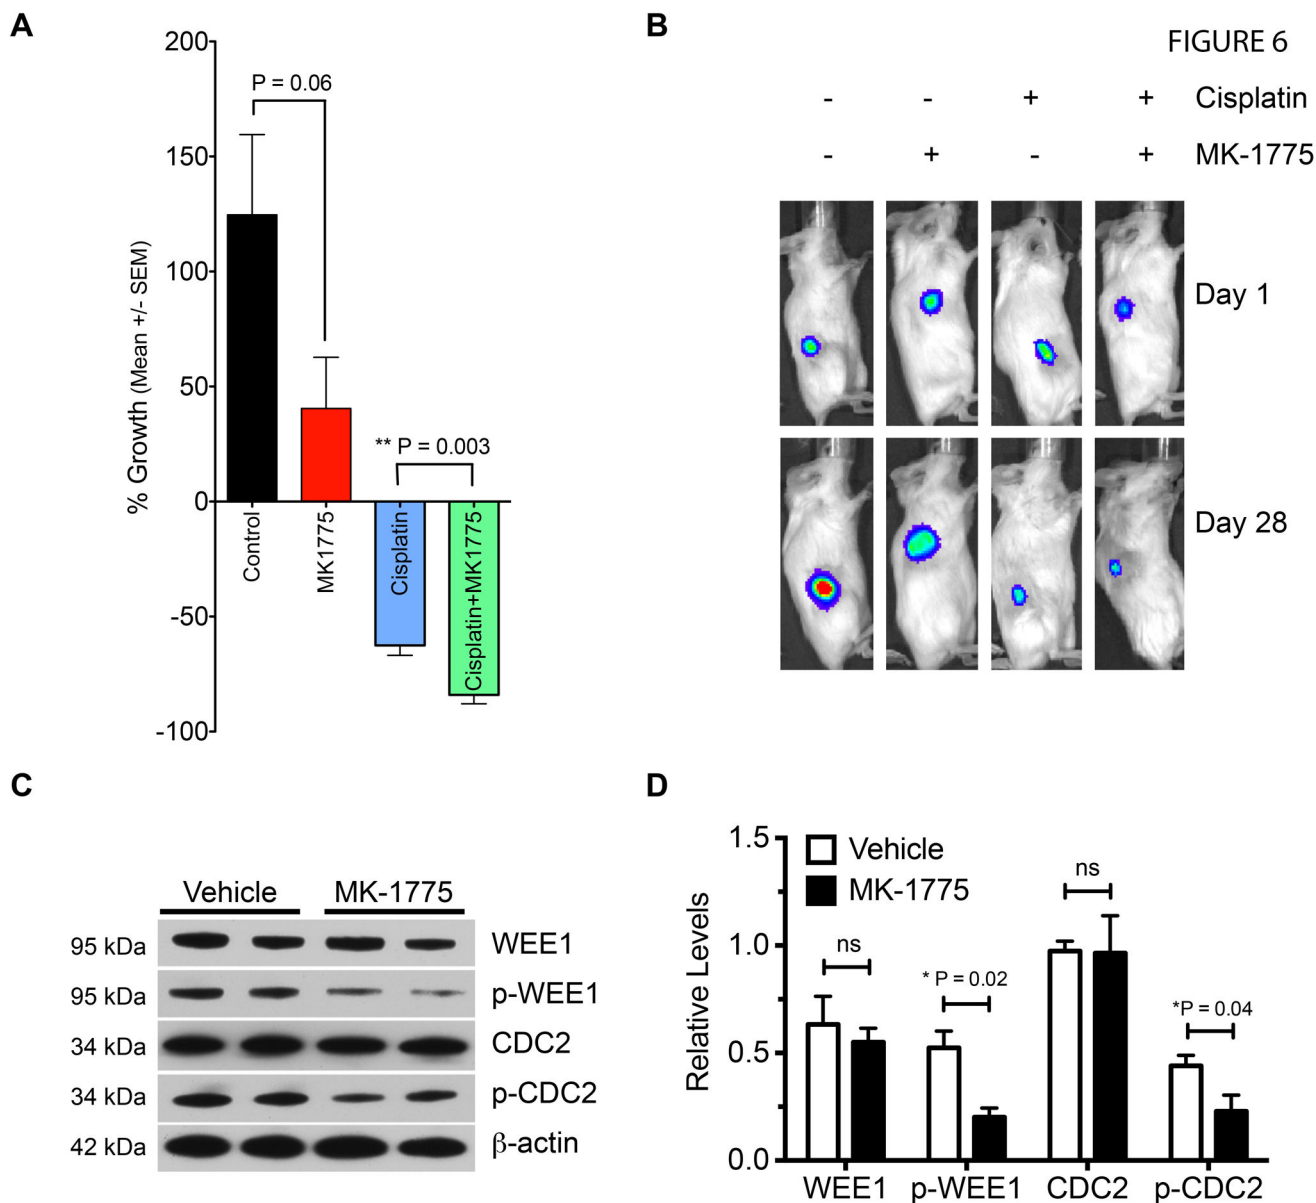 FIGURE 6
A
200
150
100
50
0
-50
-100
% Growth (Mean +/- SEM)
P = 0.06
** P = 0.003
Control
MK1775
Cisplatin
Cisplatin+MK1775
B
- - + + Cisplatin
- + - + MK-1775
Day 1
Day 28
C
Vehicle MK-1775
95 kDa WEE1
95 kDa p-WEE1
34 kDa CDC2
34 kDa p-CDC2
42 kDa β-actin
D
1.5
1.0
0.5
0.0
Relative Levels
Vehicle
MK-1775
ns
* P = 0.02
ns
*P = 0.04
WEE1 p-WEE1 CDC2 p-CDC2